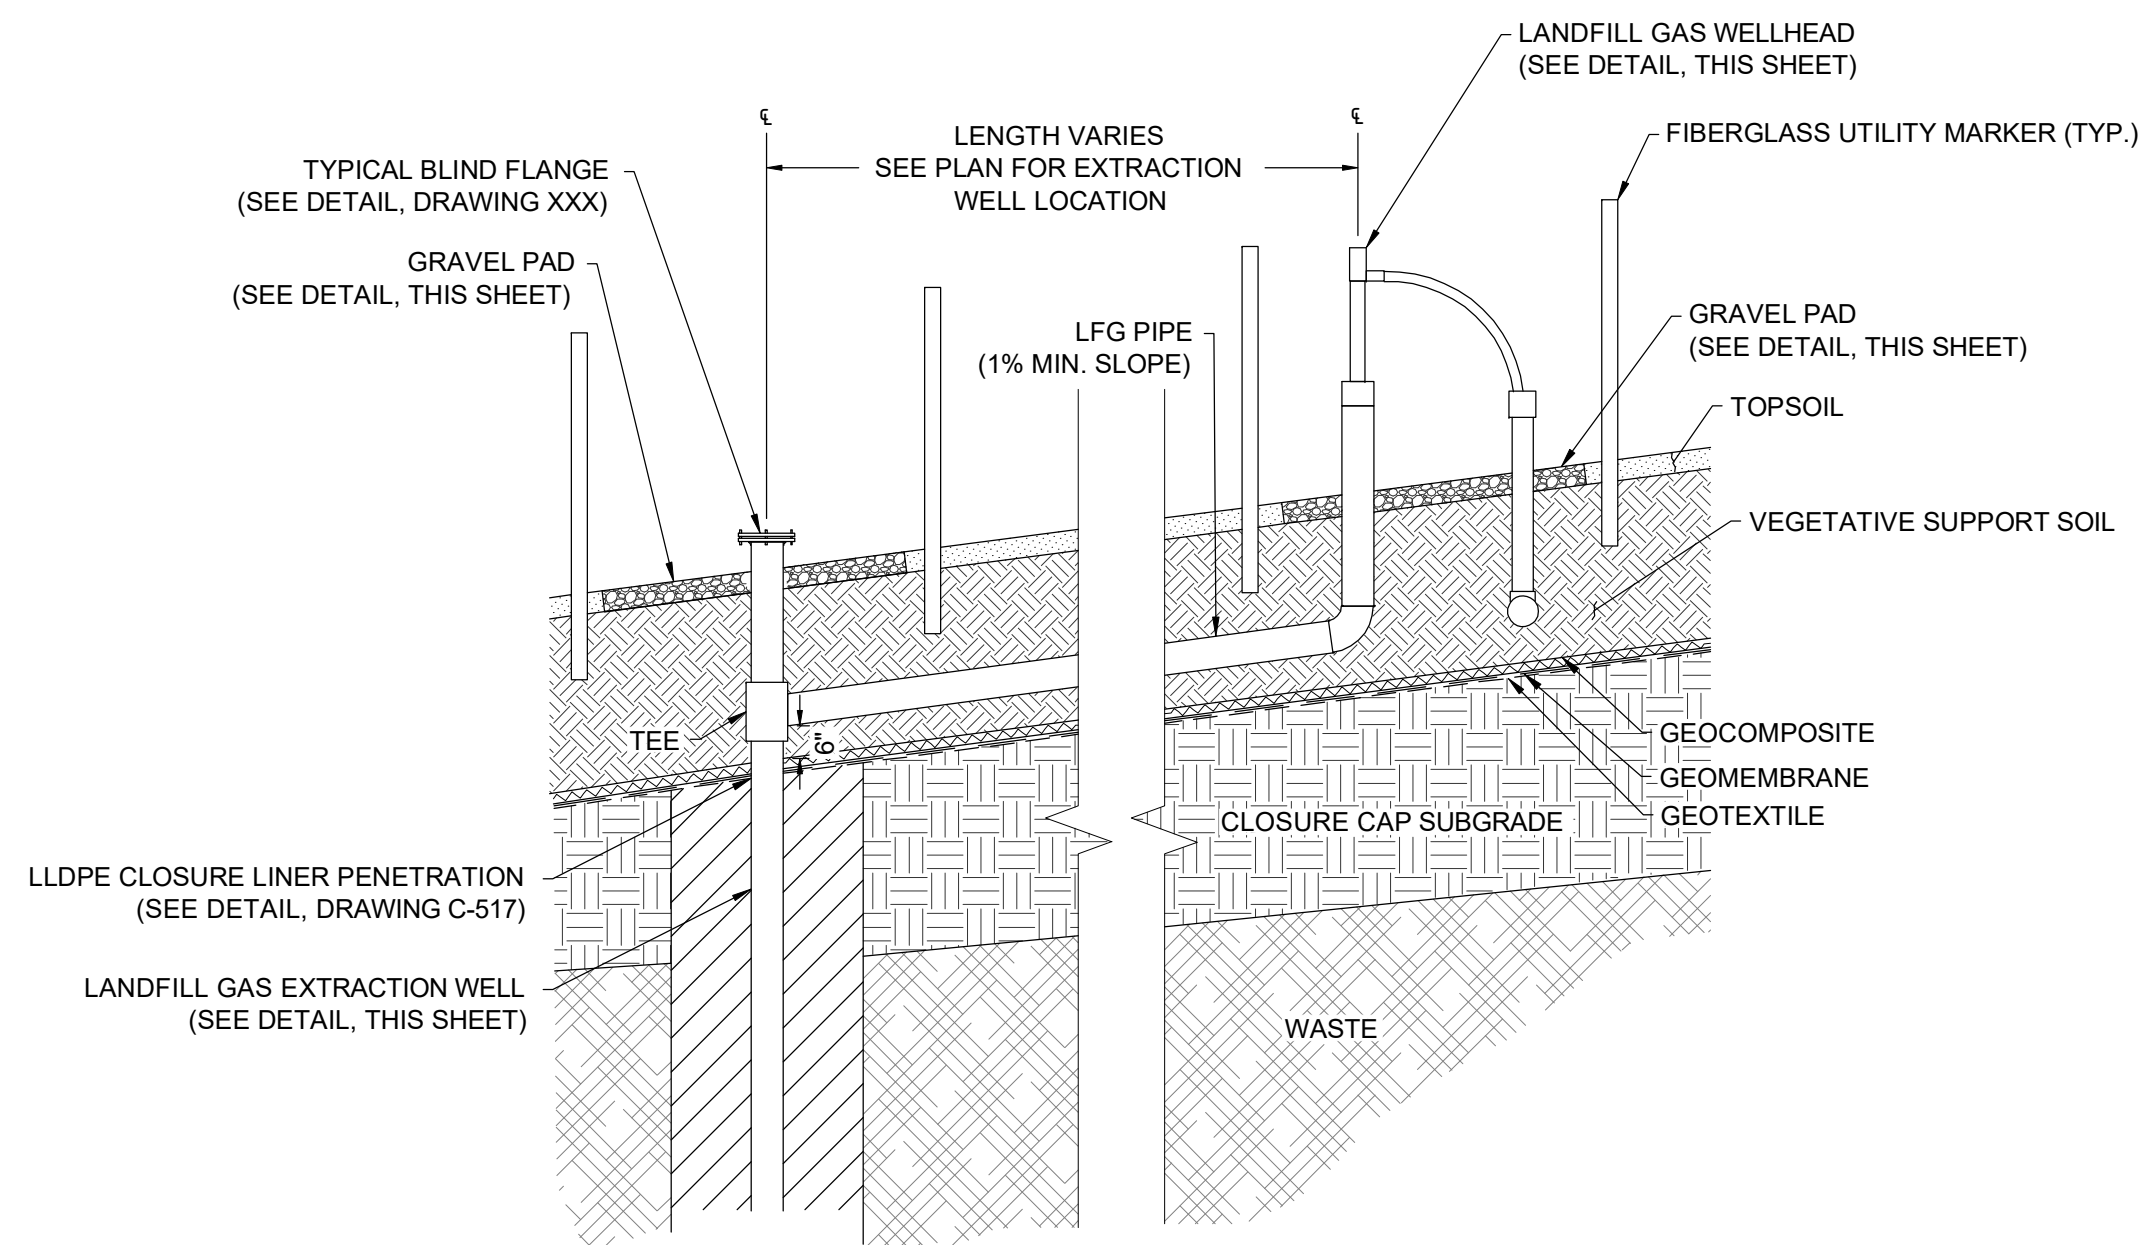 LANDFILL GAS WELLHEAD
(SEE DETAIL, THIS SHEET)
℄
℄
LENGTH VARIES
SEE PLAN FOR EXTRACTION
WELL LOCATION
FIBERGLASS UTILITY MARKER (TYP.)
TYPICAL BLIND FLANGE
(SEE DETAIL, DRAWING XXX)
GRAVEL PAD
(SEE DETAIL, THIS SHEET)
LFG PIPE
(1% MIN. SLOPE)
GRAVEL PAD
(SEE DETAIL, THIS SHEET)
TOPSOIL
VEGETATIVE SUPPORT SOIL
TEE
6"
GEOCOMPOSITE
GEOMEMBRANE
GEOTEXTILE
CLOSURE CAP SUBGRADE
LLDPE CLOSURE LINER PENETRATION
(SEE DETAIL, DRAWING C-517)
LANDFILL GAS EXTRACTION WELL
(SEE DETAIL, THIS SHEET)
WASTE